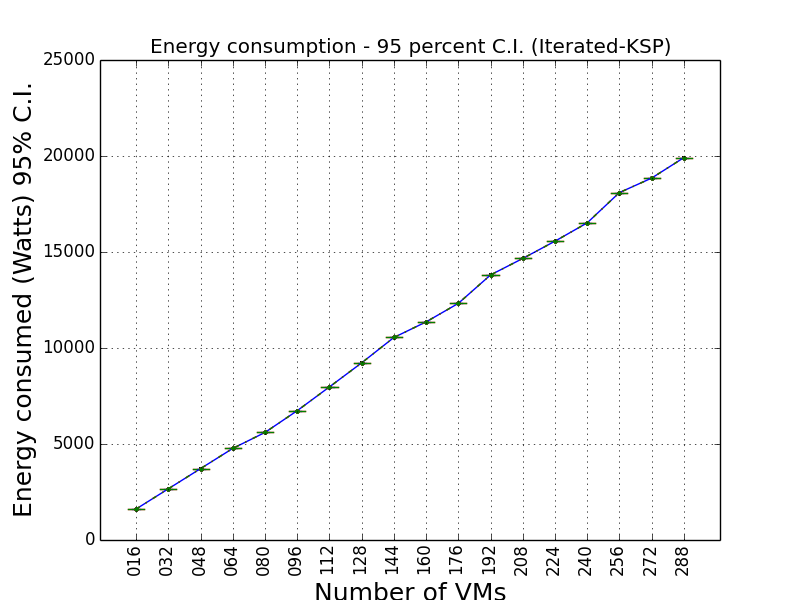 Energy consumption - 95 percent C.I. (Iterated-KSP)
Energy consumed (Watts) 95% C.I.
25000
20000
15000
10000
5000
0
016 032 048 064 080 096 112 128 144 160 176 192 208 224 240 256 272 288
Number of VMs